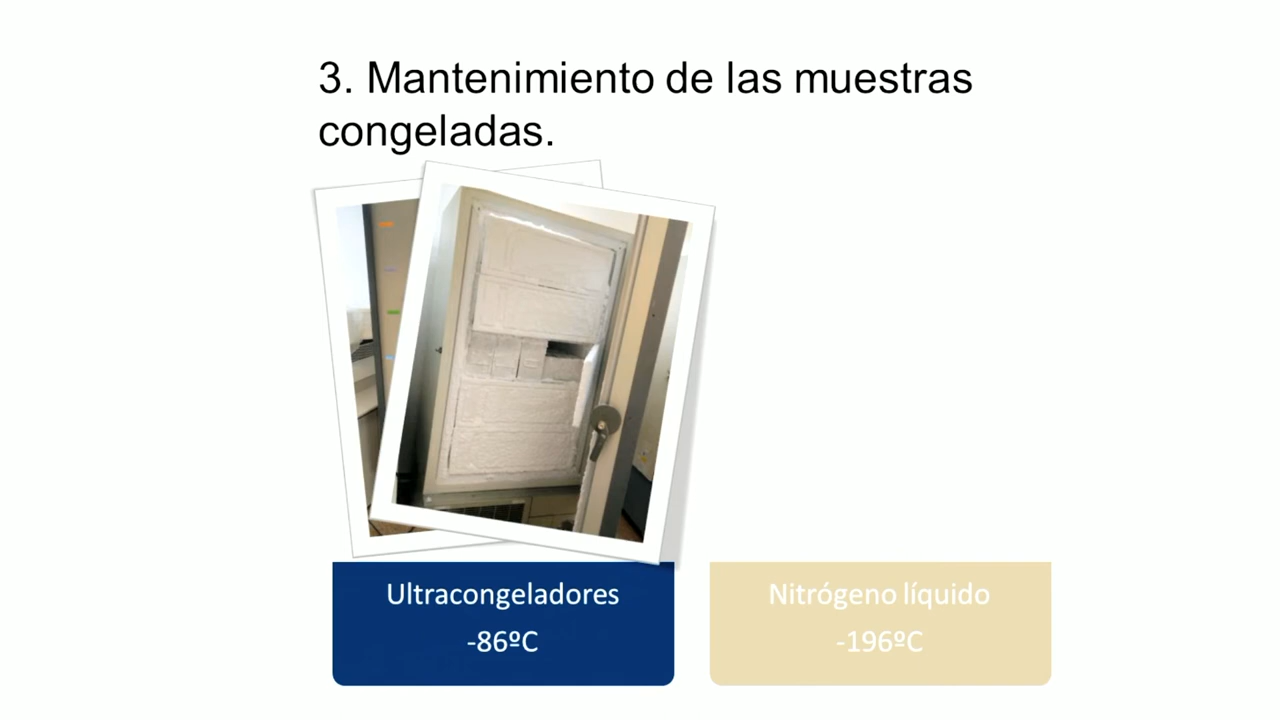 3. Mantenimiento de las muestras
congeladas.
Ultracongeladores
-86ºC
Nitrógeno líquido
-196ºC